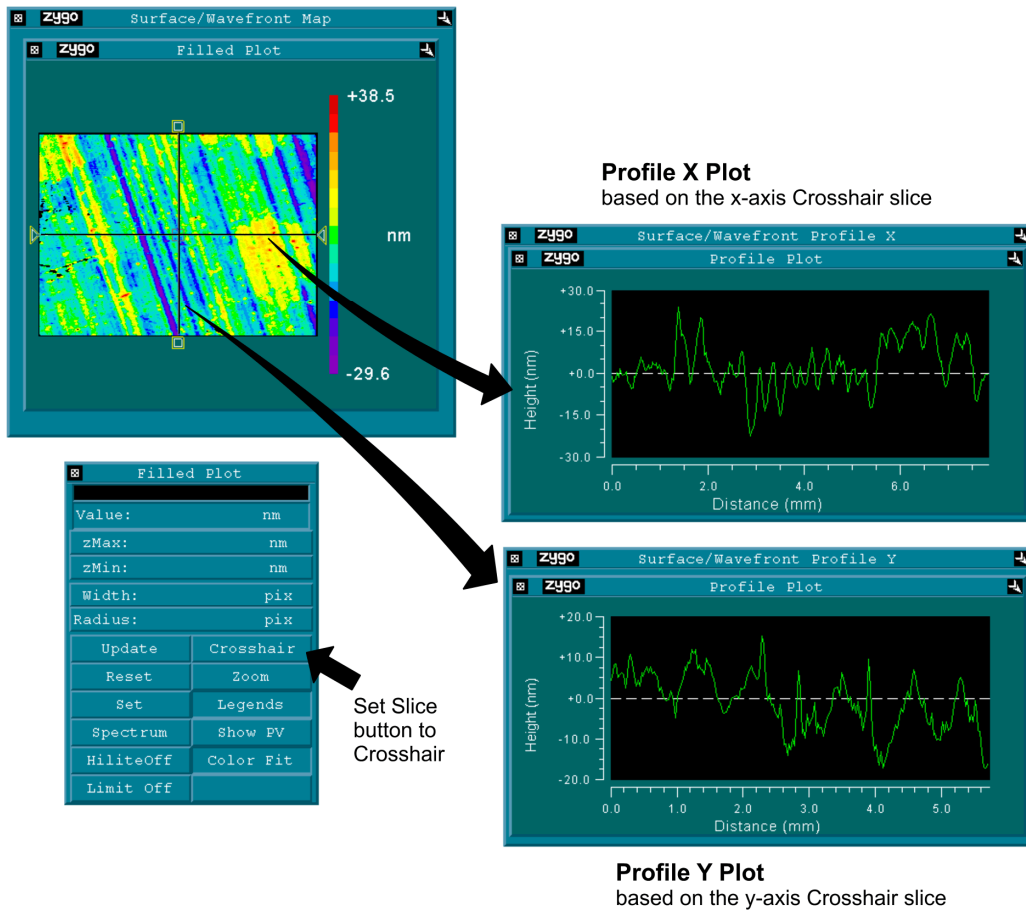 zygo Surface/Wavefront Map
zygo Filled Plot
+38.5
nm
-29.6
Profile X Plot
based on the x-axis Crosshair slice
zygo Surface/Wavefront Profile X
zygo Profile Plot
+30.0
+15.0
+0.0
-15.0
-30.0
Height (nm)
0.0 2.0 4.0 6.0
Distance (mm)
Filled Plot
Value: nm
zMax: nm
zMin: nm
Width: pix
Radius: pix
Update Crosshair
Reset Zoom
Set Legends
Spectrum Show PV
HiliteOff Color Fit
Limit Off
Set Slice
button to
Crosshair
zygo Surface/Wavefront Profile Y
zygo Profile Plot
+20.0
+10.0
+0.0
-10.0
-20.0
Height (nm)
0.0 1.0 2.0 3.0 4.0 5.0
Distance (mm)
Profile Y Plot
based on the y-axis Crosshair slice